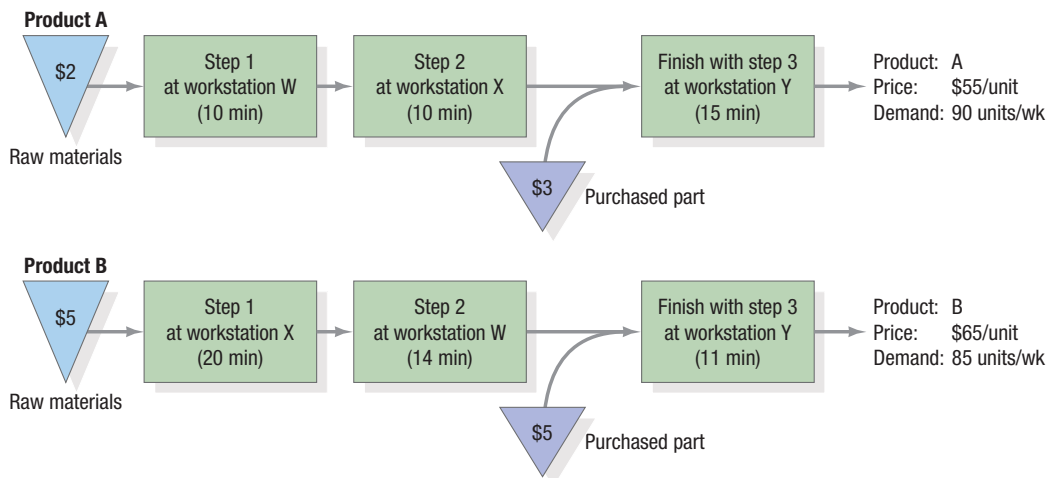 Product A
$2
Raw materials
Step 1
at workstation W
(10 min)
Step 2
at workstation X
(10 min)
$3
Purchased part
Finish with step 3
at workstation Y
(15 min)
Product: A
Price: $55/unit
Demand: 90 units/wk
Product B
$5
Raw materials
Step 1
at workstation X
(20 min)
Step 2
at workstation W
(14 min)
$5
Purchased part
Finish with step 3
at workstation Y
(11 min)
Product: B
Price: $65/unit
Demand: 85 units/wk